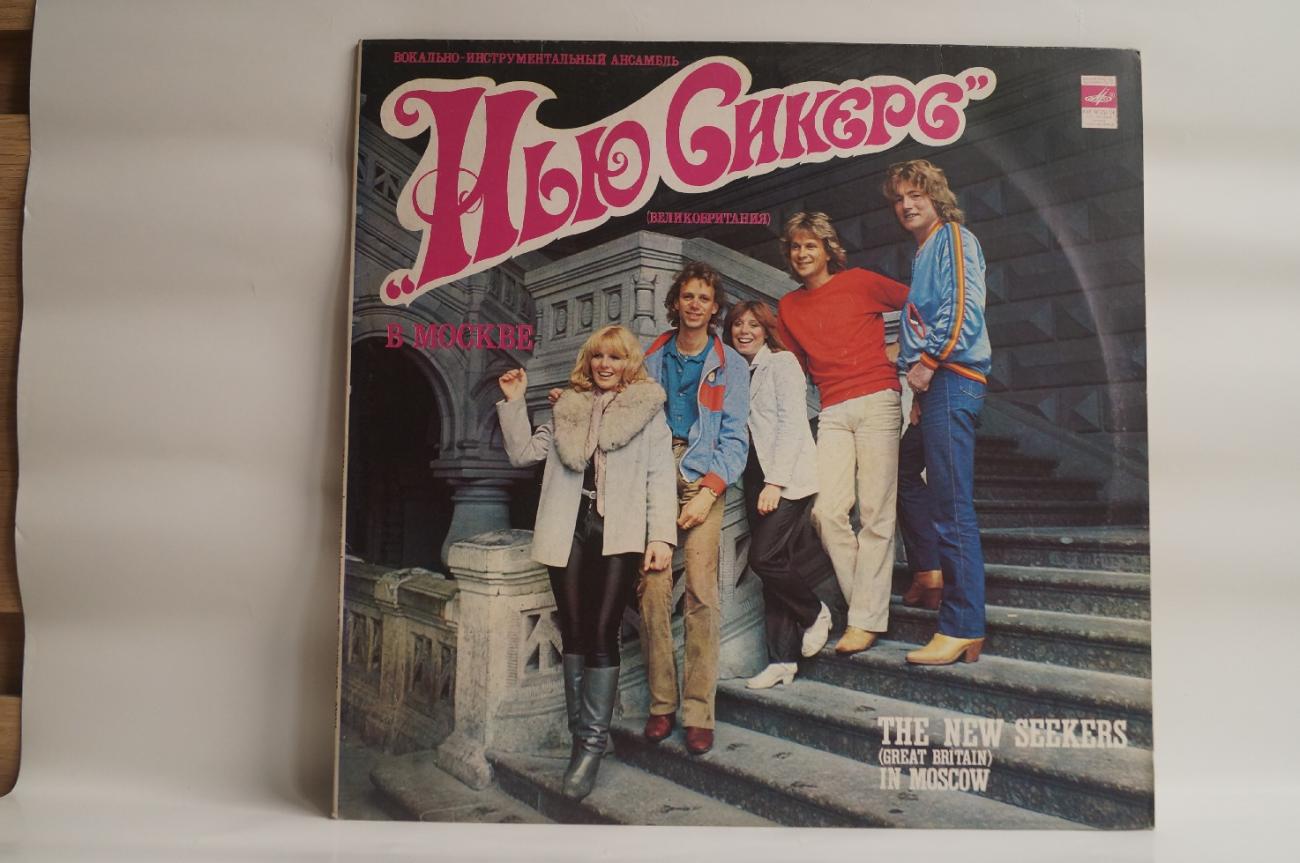 ВОКАЛЬНО-ИНСТРУМЕНТАЛЬНЫЙ АНСАМБЛЬ
„Нью Сикерс”
(ВЕЛИКОБРИТАНИЯ)
В МОСКВЕ
THE NEW SEEKERS
(GREAT BRITAIN)
IN MOSCOW